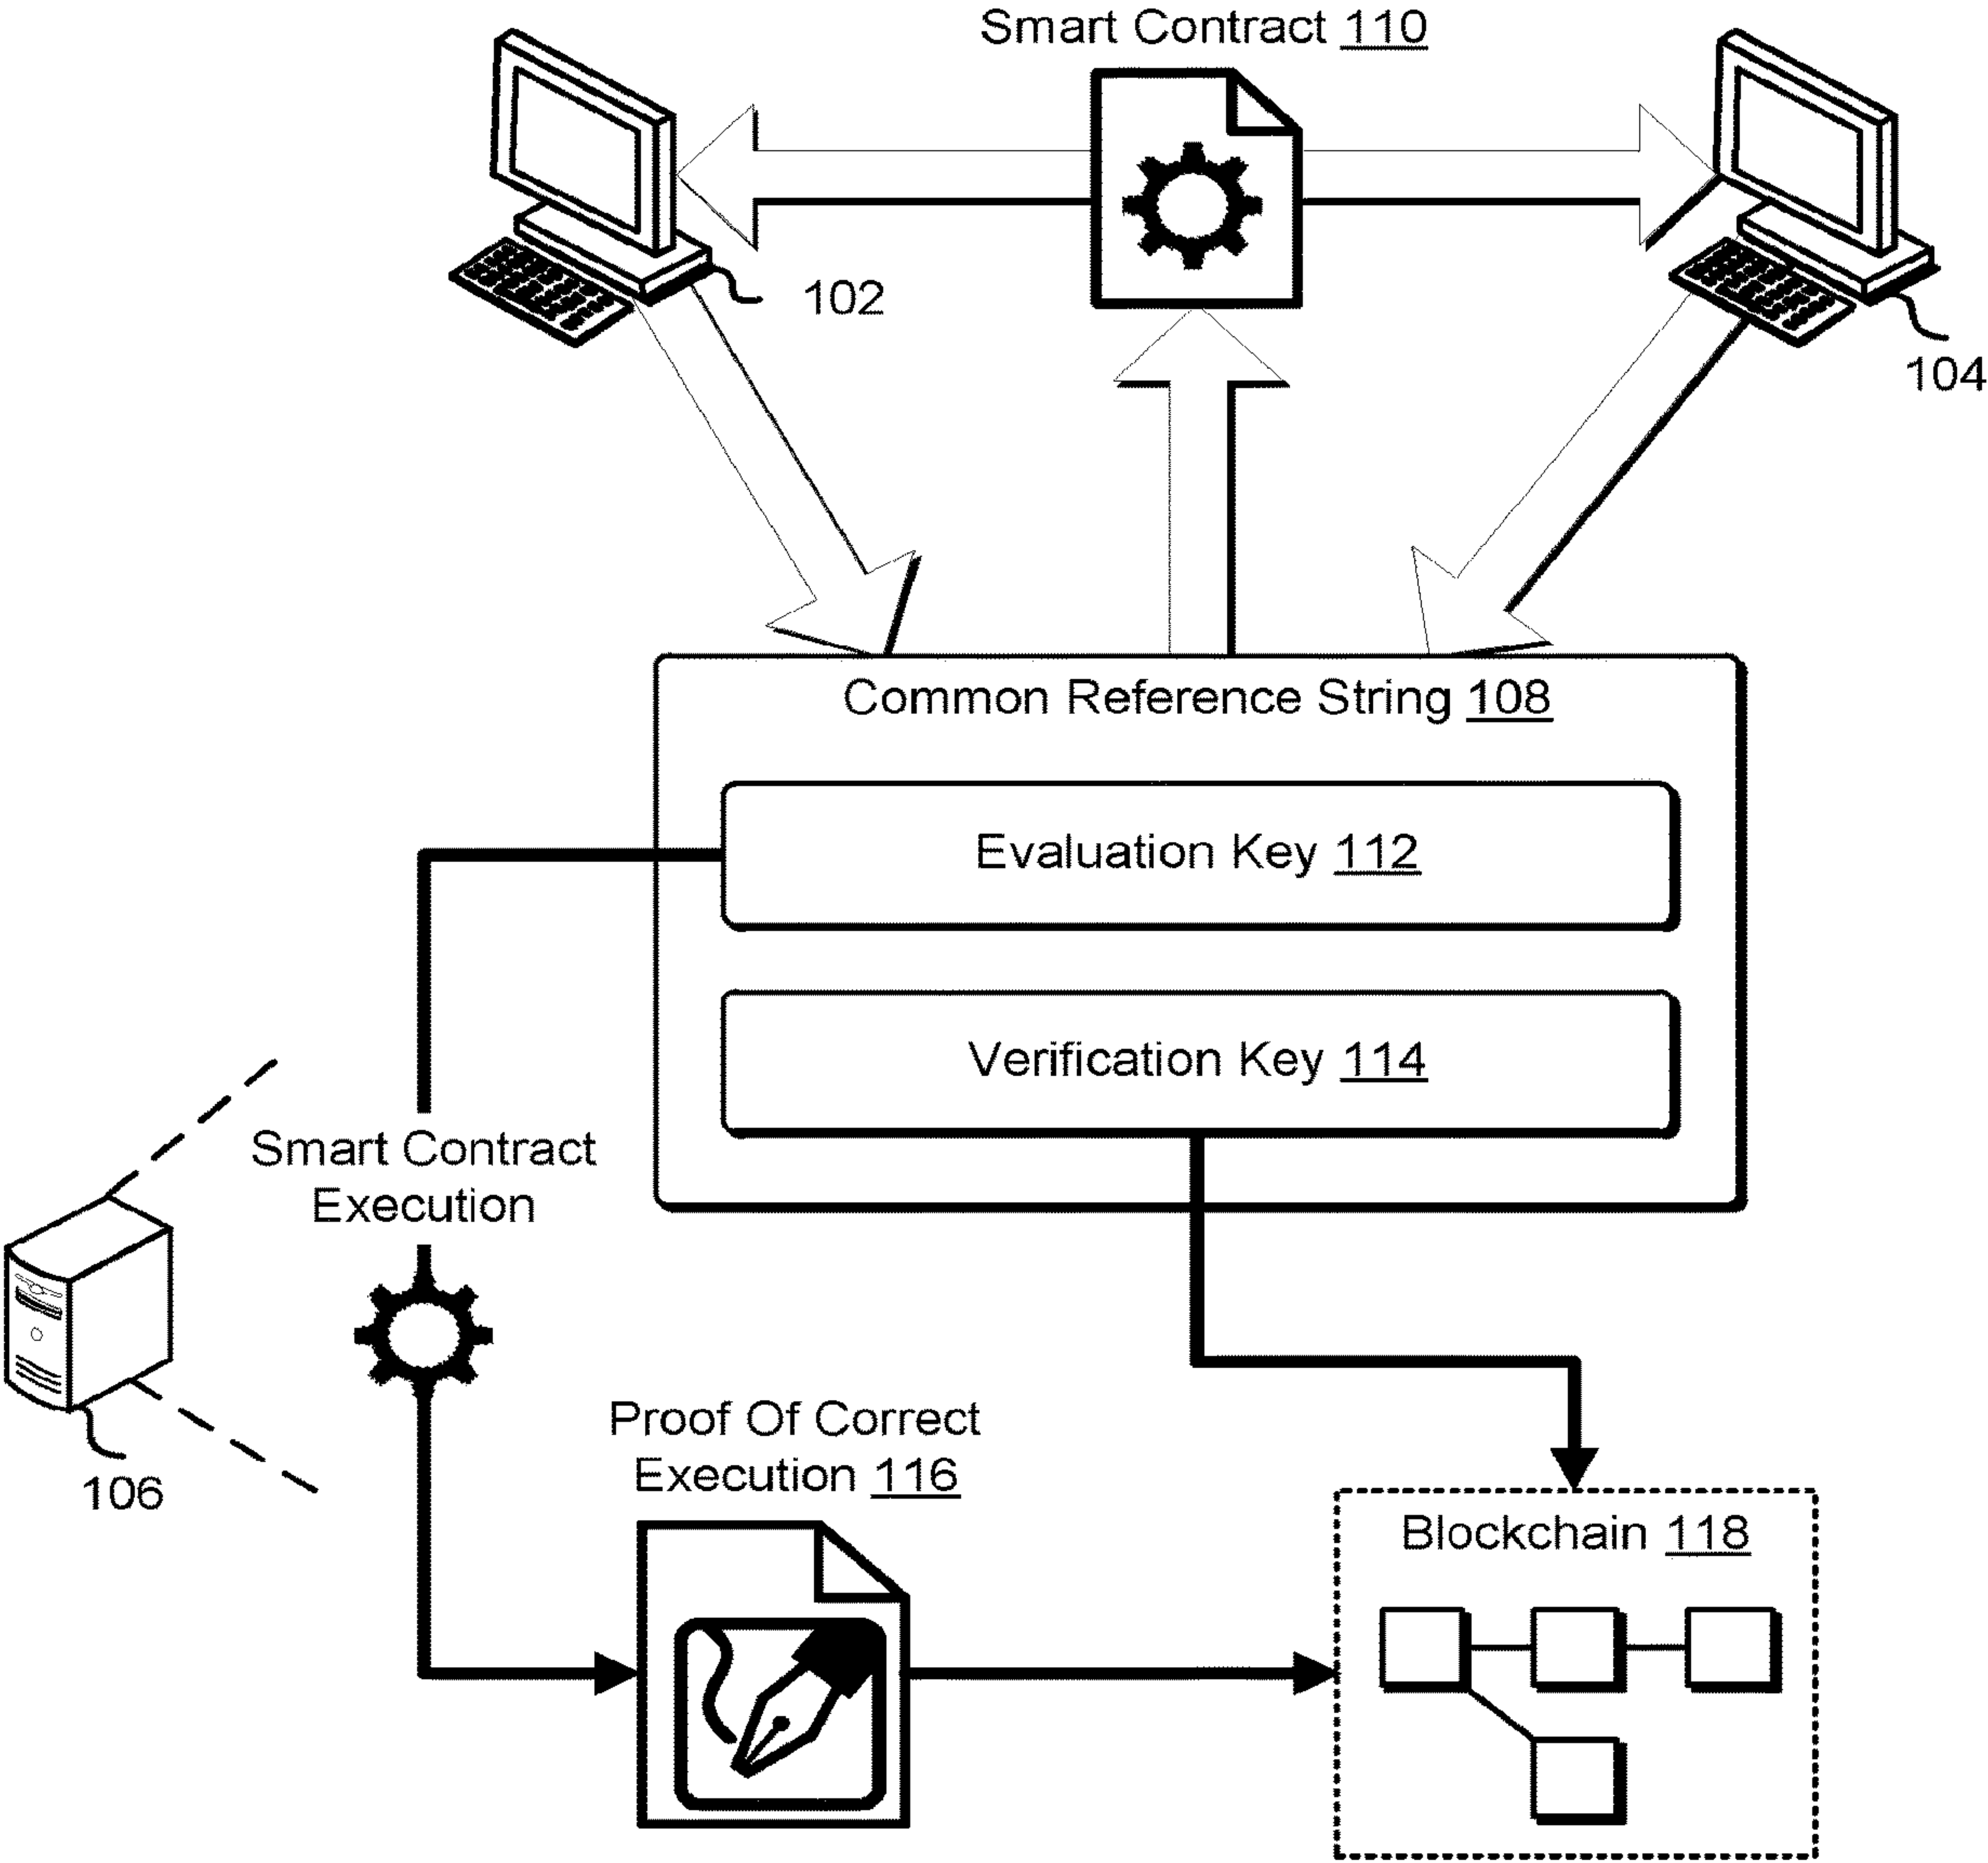 Smart Contract 110
102
104
Common Reference String 108
Evaluation Key 112
Verification Key 114
Smart Contract
Execution
106
Proof Of Correct
Execution 116
Blockchain 118